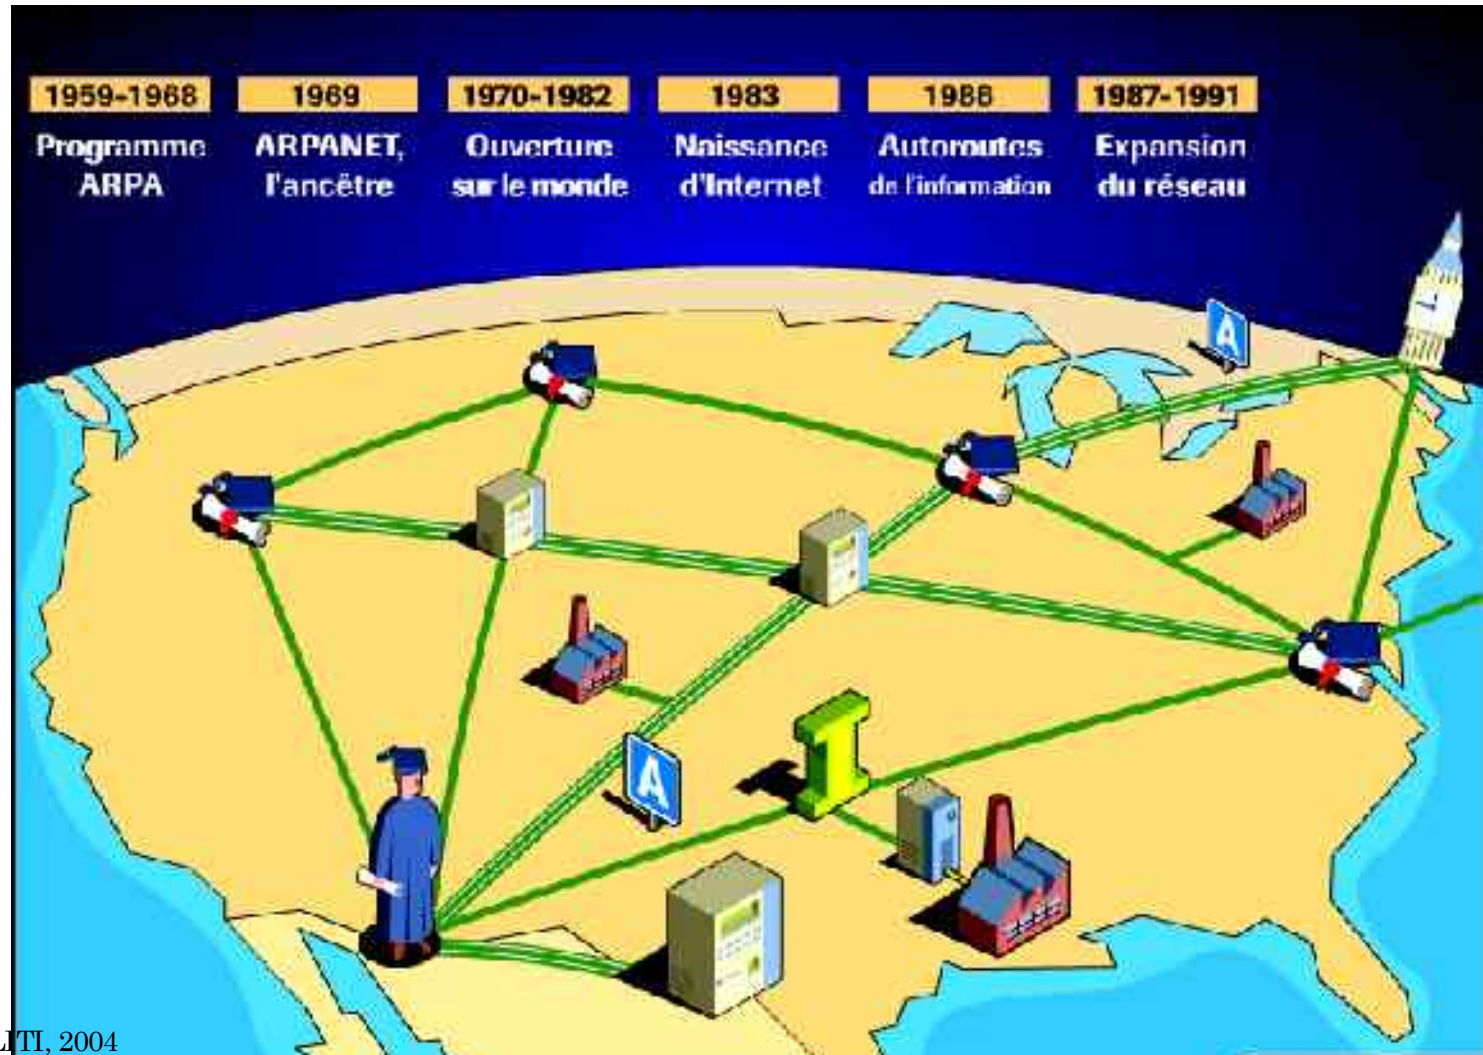 1959-1968
Programme
ARPA
1969
ARPANET,
l'ancêtre
1970-1982
Ouverture
sur le monde
1983
Naissance
d'Internet
1986
Autoroutes
de l'information
1987-1991
Expansion
du réseau
A
A
I
LITI, 2004